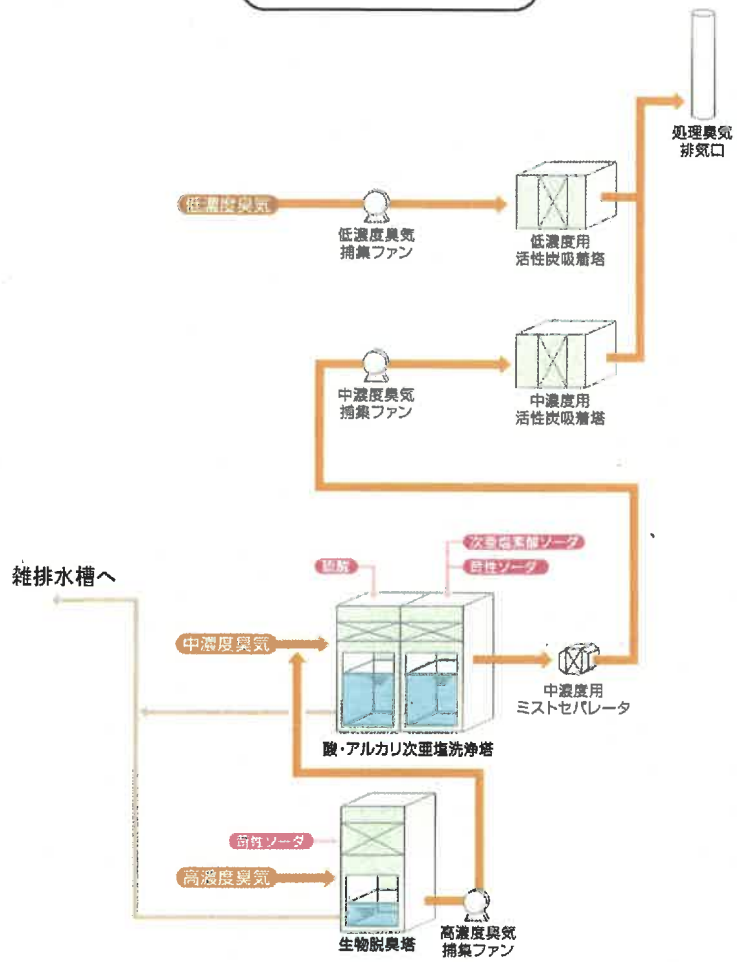 処理臭気
排気口
低濃度臭気
低濃度臭気
捕集ファン
低濃度用
活性炭吸着塔
中濃度臭気
捕集ファン
中濃度用
活性炭吸着塔
次亜塩素酸ソーダ
硫酸
苛性ソーダ
雑排水槽へ
中濃度臭気
中濃度用
ミストセパレータ
酸・アルカリ次亜塩洗浄塔
苛性ソーダ
高濃度臭気
生物脱臭塔
高濃度臭気
捕集ファン